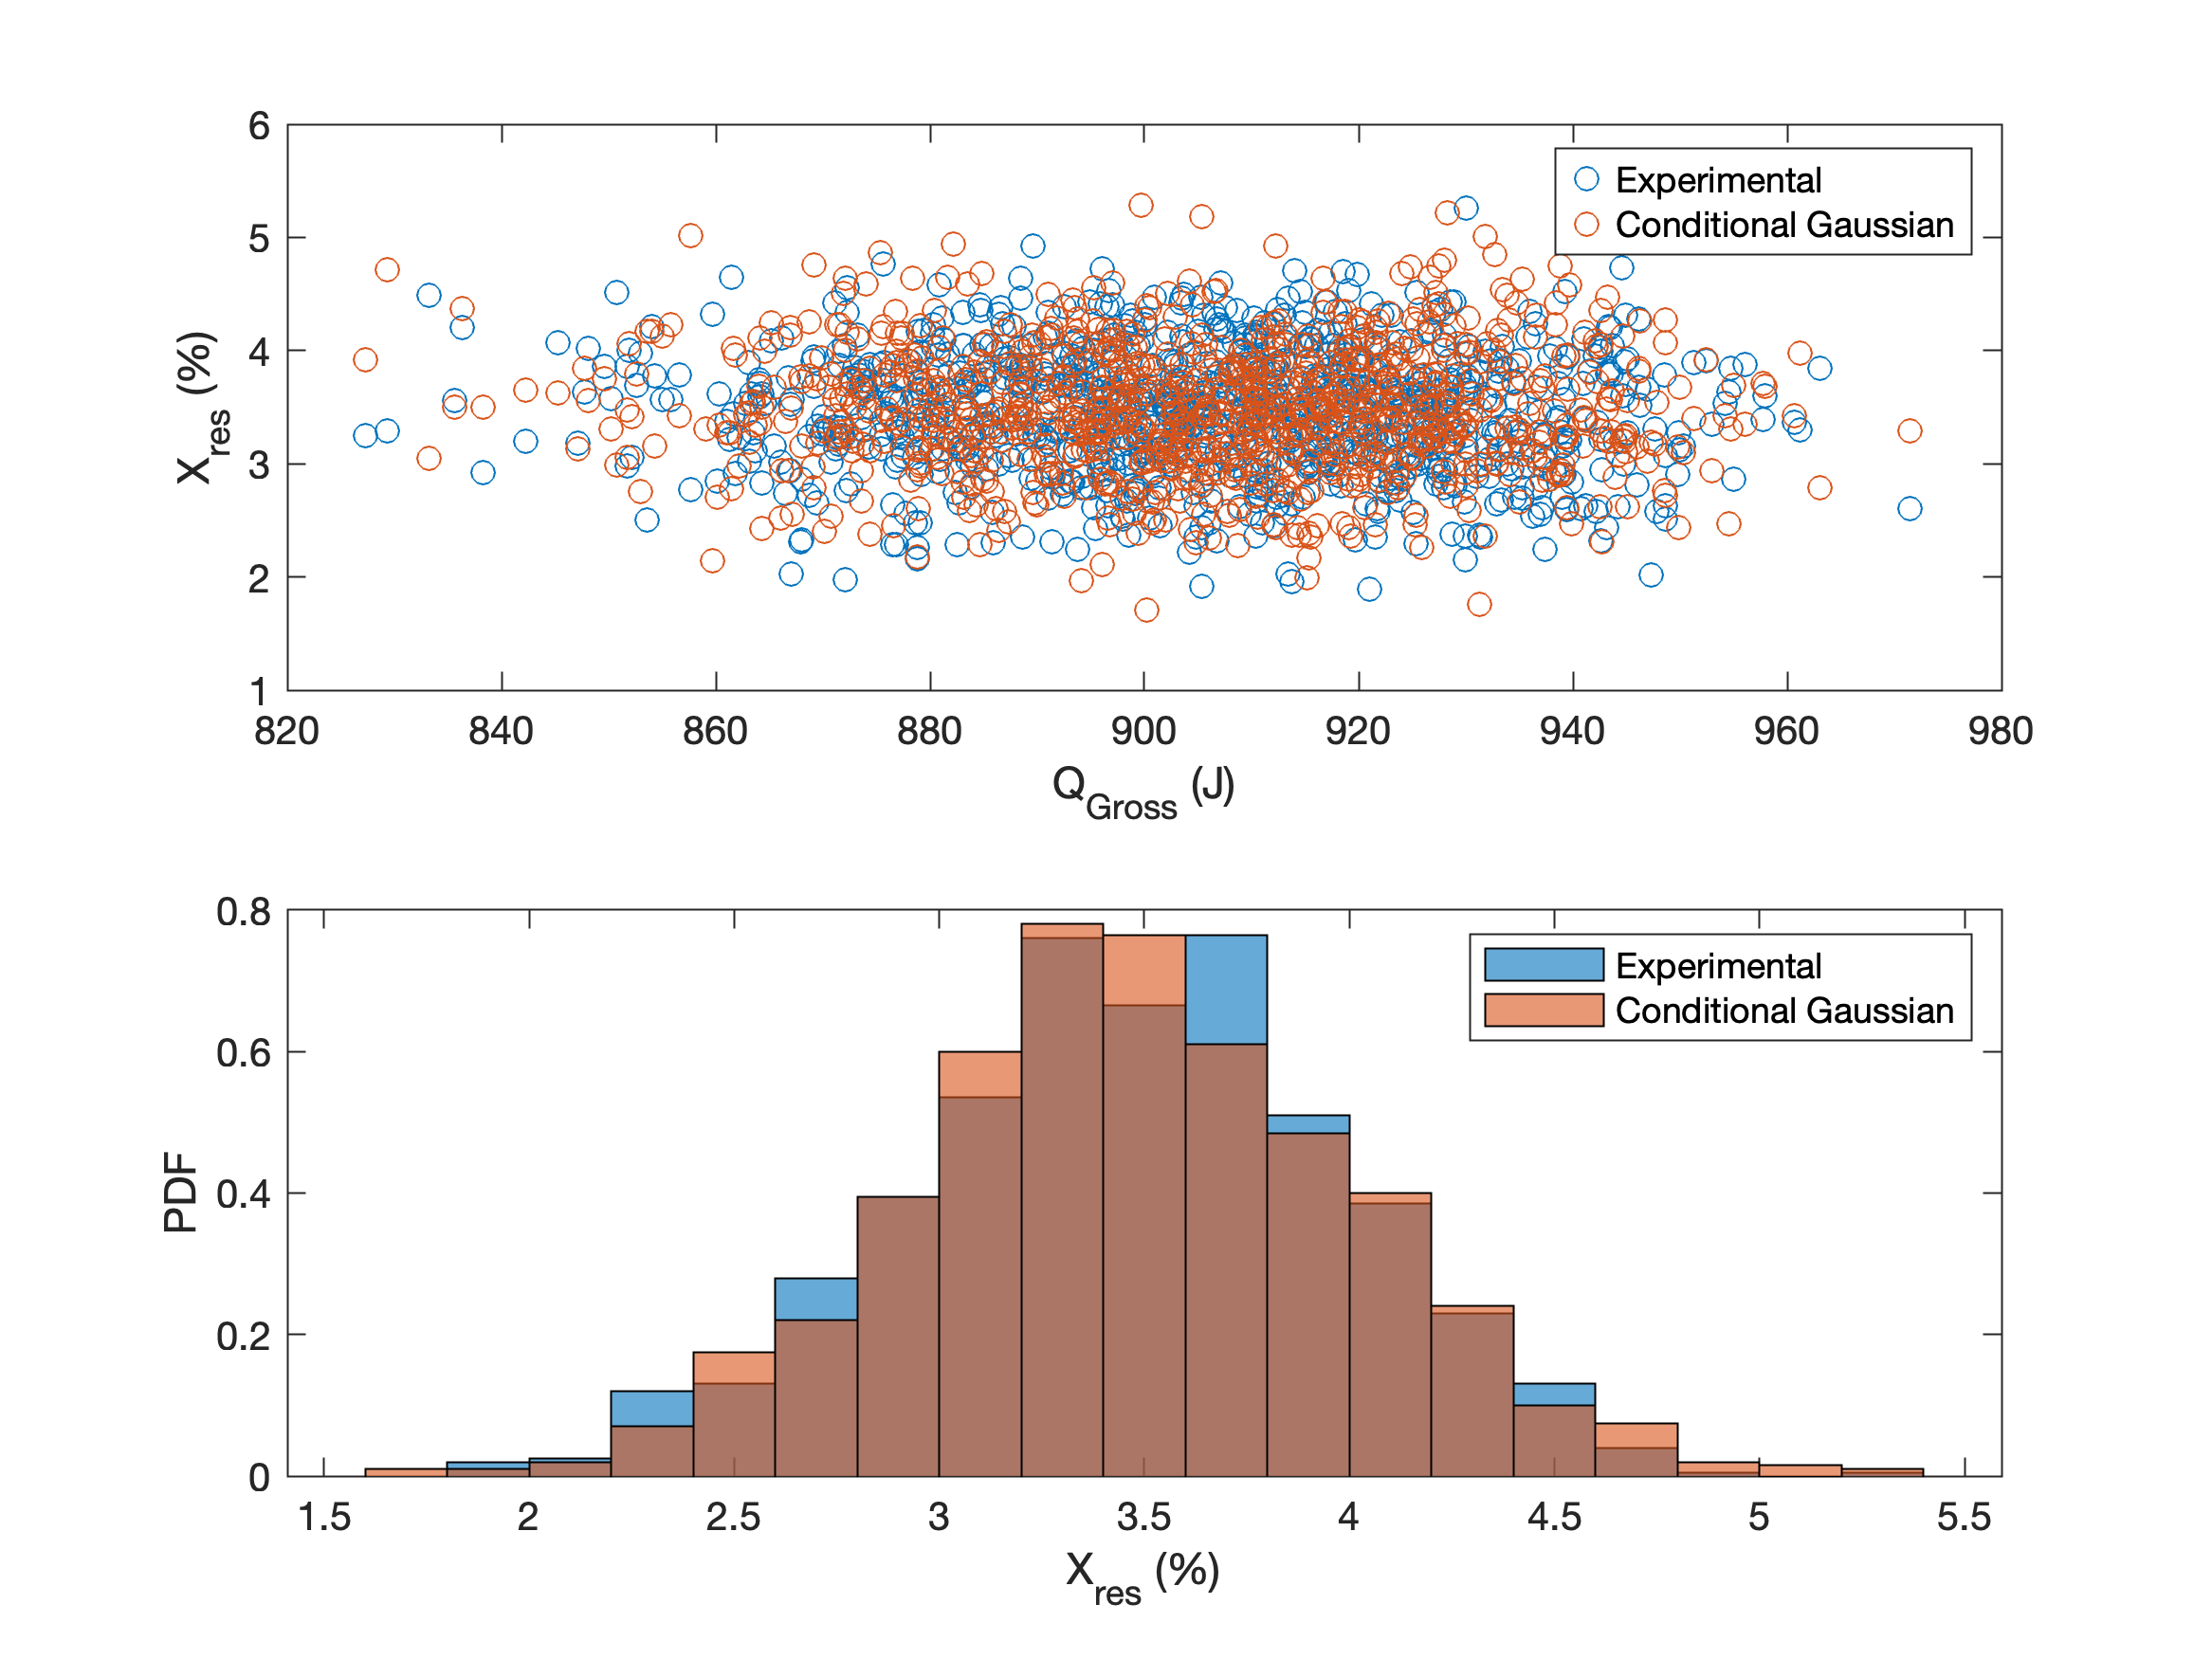 6
5
4
3
2
1
X_res (%)
Experimental
Conditional Gaussian
820 840 860 880 900 920 940 960 980
Q_Gross (J)
0.8
0.6
0.4
0.2
0
PDF
Experimental
Conditional Gaussian
1.5 2 2.5 3 3.5 4 4.5 5 5.5
X_res (%)